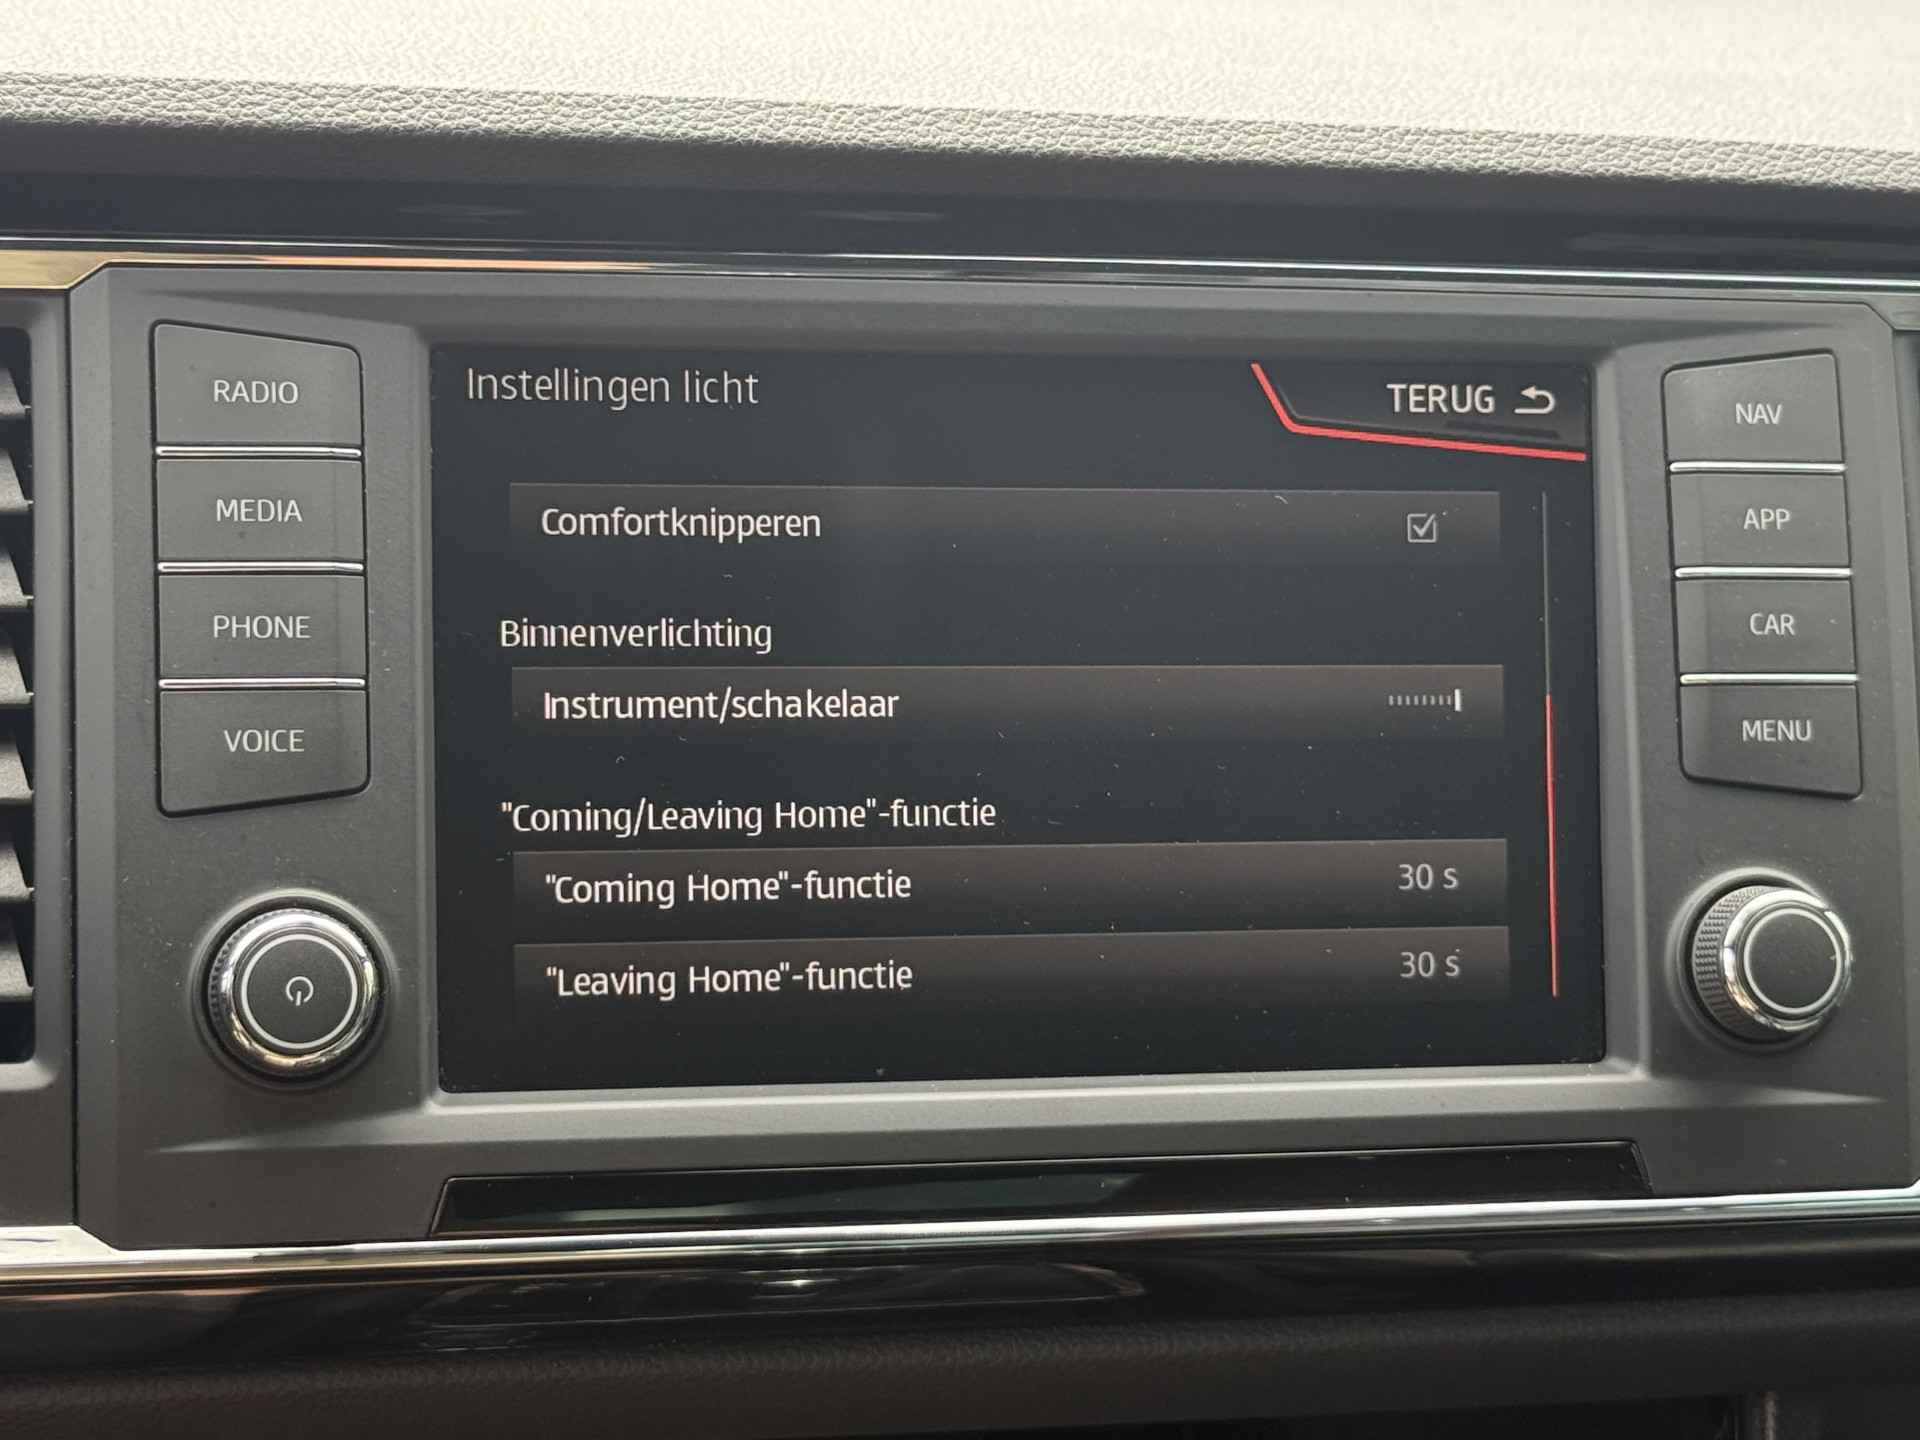 Instellingen licht
TERUG
Comfortknipperen
Binnenverlichting
Instrument/schakelaar
"Coming/Leaving Home"-functie
"Coming Home"-functie 30 s
"Leaving Home"-functie 30 s
RADIO
MEDIA
PHONE
VOICE
NAV
APP
CAR
MENU